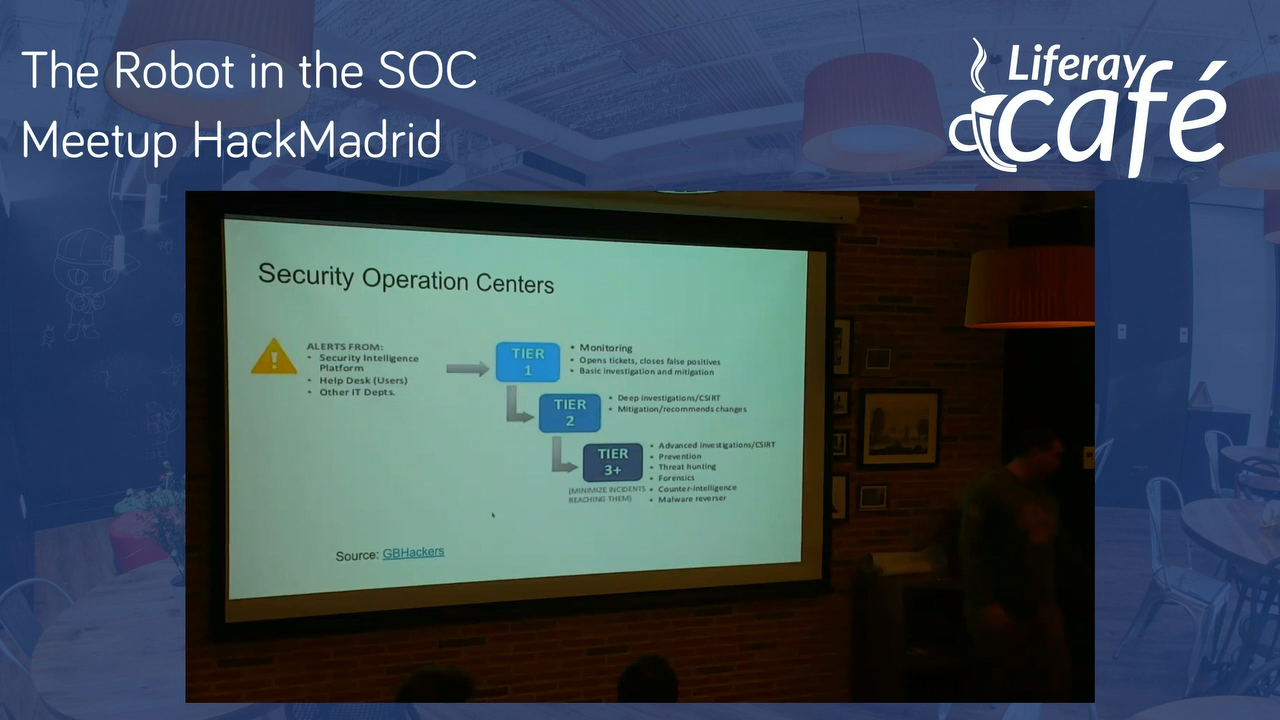 The Robot in the SOC
Meetup HackMadrid
Liferay
café
Security Operation Centers
ALERTS FROM:
• Security Intelligence
Platform
• Help Desk (Users)
• Other IT Depts.
TIER
1
• Monitoring
• Opens tickets, closes false positives
• Basic investigation and mitigation
TIER
2
• Deep investigations/CSIRT
• Mitigation/recommends changes
TIER
3+
(MINIMIZE INCIDENTS
REACHING THEM)
• Advanced investigations/CSIRT
• Prevention
• Threat hunting
• Forensics
• Counter-intelligence
• Malware reverser
Source: GBHackers